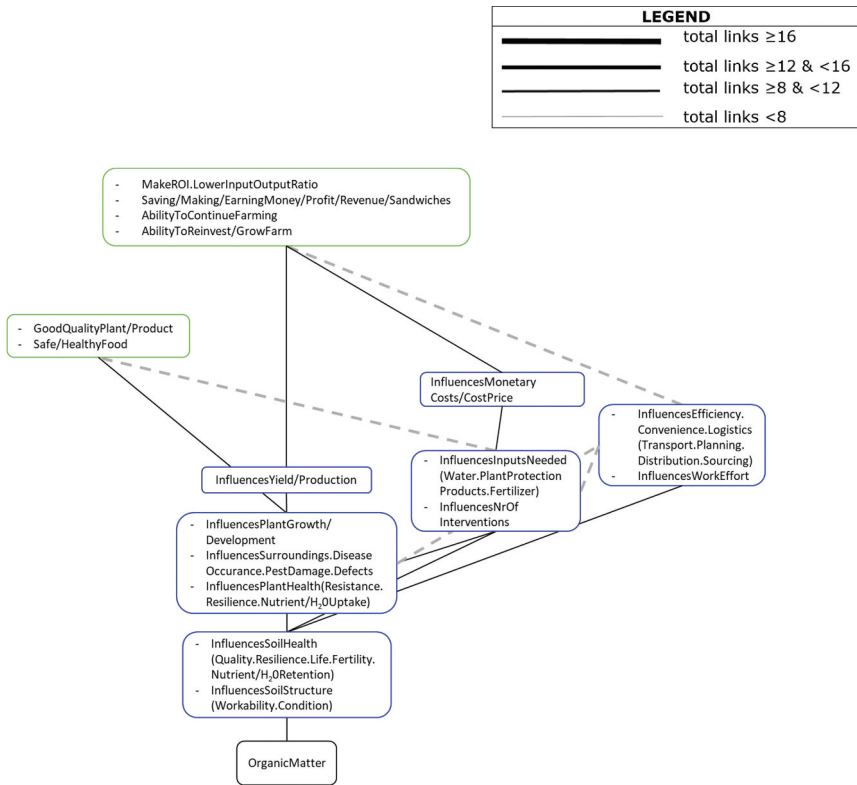 LEGEND
total links ≥16
total links ≥12 & <16
total links ≥8 & <12
total links <8
- MakeROI.LowerInputOutputRatio
- Saving/Making/EarningMoney/Profit/Revenue/Sandwiches
- AbilityToContinueFarming
- AbilityToReinvest/GrowFarm
- GoodQualityPlant/Product
- Safe/HealthyFood
InfluencesMonetary
Costs/CostPrice
- InfluencesEfficiency.
Convenience.Logistics
(Transport.Planning.
Distribution.Sourcing)
- InfluencesWorkEffort
- InfluencesInputsNeeded
(Water.PlantProtection
Products.Fertilizer)
- InfluencesNrOf
Interventions
InfluencesYield/Production
- InfluencesPlantGrowth/
Development
- InfluencesSurroundings.Disease
Occurance.PestDamage.Defects
- InfluencesPlantHealth(Resistance.
Resilience.Nutrient/H₂0Uptake)
- InfluencesSoilHealth
(Quality.Resilience.Life.Fertility.
Nutrient/H₂0Retention)
- InfluencesSoilStructure
(Workability.Condition)
OrganicMatter